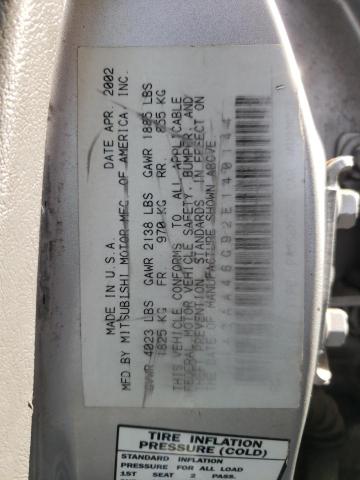 MADE IN U.S.A. DATE APR. 2002
MFD BY MITSUBISHI MOTOR MFG. OF AMERICA, INC.
GVWR 4023 LBS GAWR 2138 LBS GAWR 1885 LBS
1825 KG FR. 970 KG RR. 855 KG
THIS VEHICLE CONFORMS TO ALL APPLICABLE
FEDERAL MOTOR VEHICLE SAFETY, BUMPER, AND
THEFT PREVENTION STANDARDS IN EFFECT ON
THE DATE OF MANUFACTURE SHOWN ABOVE
TIRE INFLATION
PRESSURE (COLD)
STANDARD INFLATION
PRESSURE FOR ALL LOAD
1ST SEAT 2 PASS.